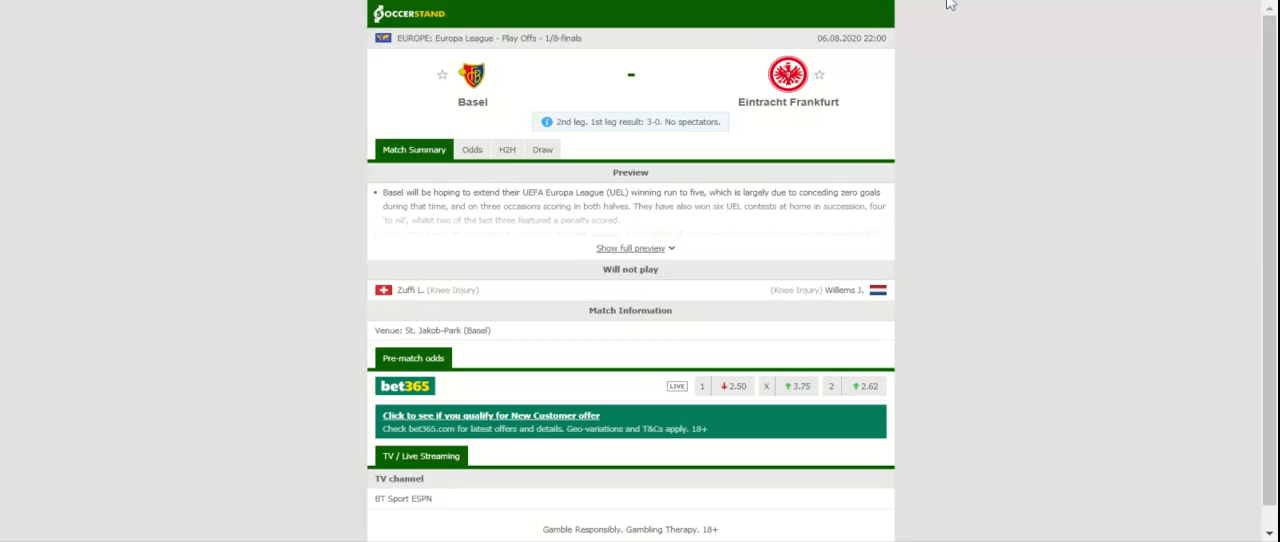 SOCCERSTAND
EUROPE: Europa League - Play Offs - 1/8-finals 06.08.2020 22:00
-
Basel Eintracht Frankfurt
2nd leg. 1st leg result: 3-0. No spectators.
Match Summary Odds H2H Draw
Preview
Basel will be hoping to extend their UEFA Europa League (UEL) winning run to five, which is largely due to conceding zero goals
during that time, and on three occasions scoring in both halves. They have also won six UEL contests at home in succession, four
'to nil', whilst two of the last three featured a penalty scored.
Show full preview
Will not play
Zuffi L. (Knee Injury) (Knee Injury) Willems J.
Match Information
Venue: St. Jakob-Park (Basel)
Pre-match odds
bet365 LIVE 1 2.50 X 3.75 2 2.62
Click to see if you qualify for New Customer offer
Check bet365.com for latest offers and details. Geo-variations and T&Cs apply. 18+
TV / Live Streaming
TV channel
BT Sport ESPN
Gamble Responsibly. Gambling Therapy. 18+